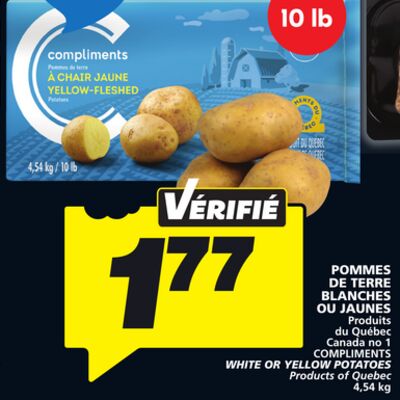 10 lb
compliments
Pommes de terre
À CHAIR JAUNE
YELLOW-FLESHED
Potatoes
4,54 kg / 10 lb
VÉRIFIÉ
1 77
POMMES
DE TERRE
BLANCHES
OU JAUNES
Produits
du Québec
Canada no 1
COMPLIMENTS
WHITE OR YELLOW POTATOES
Products of Quebec
4,54 kg